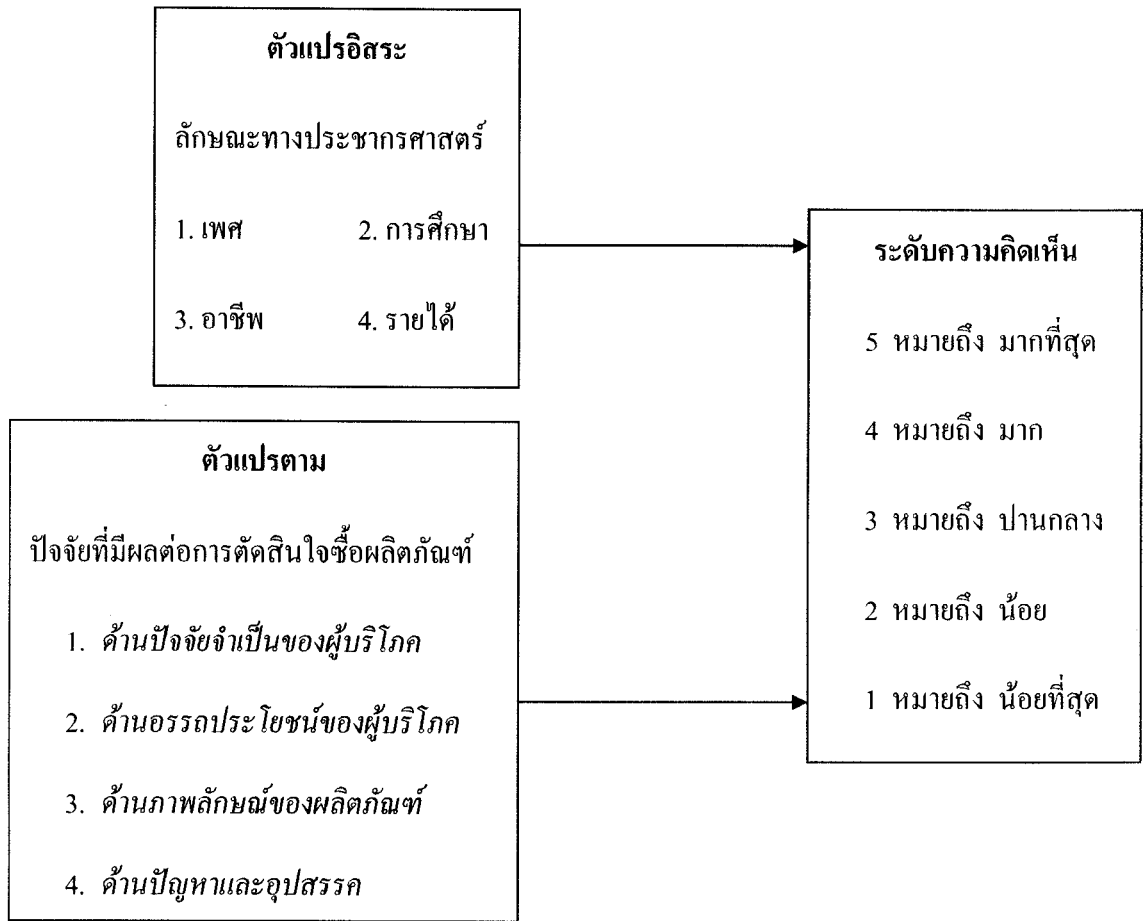 ตัวแปรอิสระ
ลักษณะทางประชากรศาสตร์
1. เพศ 2. การศึกษา
3. อาชีพ 4. รายได้
ระดับความคิดเห็น
5 หมายถึง มากที่สุด
4 หมายถึง มาก
3 หมายถึง ปานกลาง
2 หมายถึง น้อย
1 หมายถึง น้อยที่สุด
ตัวแปรตาม
ปัจจัยที่มีผลต่อการตัดสินใจซื้อผลิตภัณฑ์
1. ด้านปัจจัยจำเป็นของผู้บริโภค
2. ด้านอรรถประโยชน์ของผู้บริโภค
3. ด้านภาพลักษณ์ของผลิตภัณฑ์
4. ด้านปัญหาและอุปสรรค